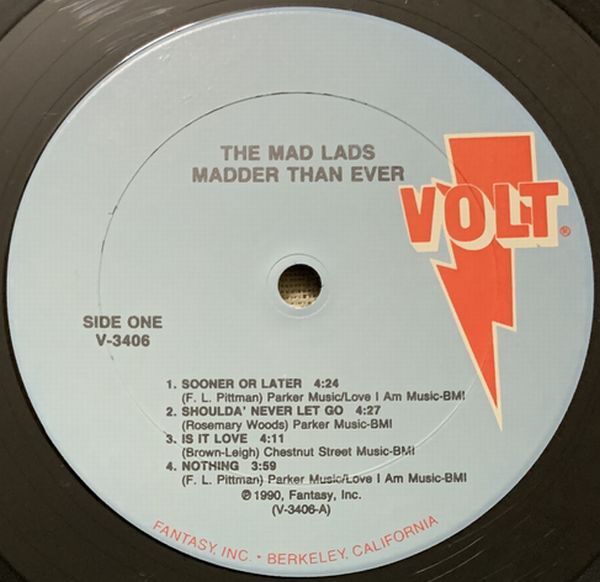 THE MAD LADS
MADDER THAN EVER
VOLT®
SIDE ONE
V-3406
1. SOONER OR LATER 4:24
(F. L. Pittman) Parker Music/Love I Am Music-BMI
2. SHOULDA' NEVER LET GO 4:27
(Rosemary Woods) Parker Music-BMI
3. IS IT LOVE 4:11
(Brown-Leigh) Chestnut Street Music-BMI
4. NOTHING 3:59
(F. L. Pittman) Parker Music/Love I Am Music-BMI
℗ 1990, Fantasy, Inc.
(V-3406-A)
FANTASY, INC. • BERKELEY, CALIFORNIA